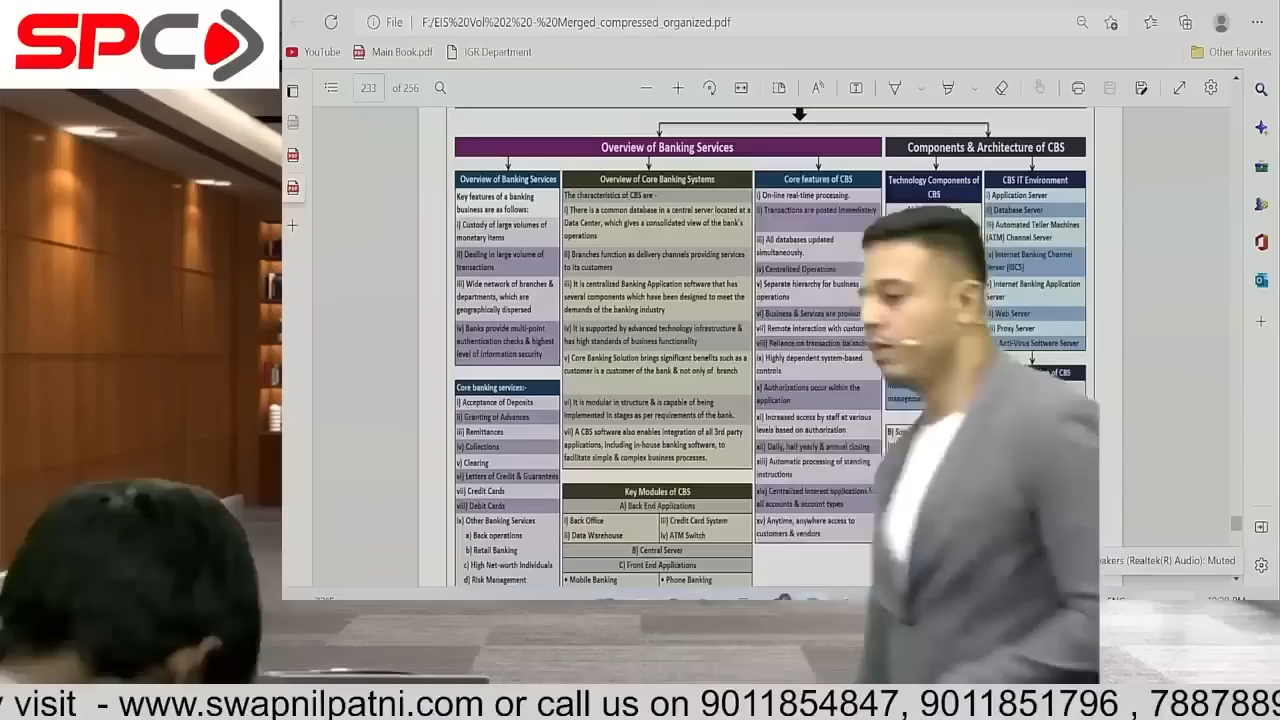 SPC
File
F:/EIS%20Vol%202%20-%20Merged_compressed_organized.pdf
YouTube
Main Book.pdf
IGR Department
Other favorites
233
of 256
Overview of Banking Services
Components & Architecture of CBS
Overview of Banking Services
Key features of a banking
business are as follows:
i) Custody of large volumes of
monetary items
ii) Dealing in large volume of
transactions
iii) Wide network of branches &
departments, which are
geographically dispersed
iv) Banks provide multi-point
authentication checks & highest
level of information security
Core banking services:-
i) Acceptance of Deposits
ii) Granting of Advances
iii) Remittances
iv) Collections
v) Clearing
vi) Letters of Credit & Guarantees
vii) Credit Cards
viii) Debit Cards
ix) Other Banking Services
a) Back operations
b) Retail Banking
c) High Net-worth Individuals
d) Risk Management
Overview of Core Banking Systems
The characteristics of CBS are -
i) There is a common database in a central server located at a
Data Center, which gives a consolidated view of the bank's
operations
ii) Branches function as delivery channels providing services
to its customers
iii) It is centralized Banking Application software that has
several components which have been designed to meet the
demands of the banking industry
iv) It is supported by advanced technology infrastructure &
has high standards of business functionality
v) Core Banking Solution brings significant benefits such as a
customer is a customer of the bank & not only of branch
vi) It is modular in structure & is capable of being
implemented in stages as per requirements of the bank.
vii) A CBS software also enables integration of all 3rd party
applications, including in-house banking software, to
facilitate simple & complex business processes.
Key Modules of CBS
A) Back End Applications
i) Back Office
iii) Credit Card System
ii) Data Warehouse
iv) ATM Switch
B) Central Server
C) Front End Applications
• Mobile Banking
• Phone Banking
Core features of CBS
i) On-line real-time processing.
ii) Transactions are posted immediately
iii) All databases updated
simultaneously.
iv) Centralized Operations
v) Separate hierarchy for business
operations
vi) Business & Services are
vii) Remote interaction with
viii) Reliance on transaction
ix) Highly dependent system-based
controls
x) Authorizations occur within the
application
xi) Increased access by staff at various
levels based on authorization
xii) Daily, half yearly & annual closing
xiii) Automatic processing of standing
instructions
xiv) Centralized Interest applications
all accounts & account types
xv) Anytime, anywhere access to
customers & vendors
Technology Components of
CBS
CBS IT Environment
i) Application Server
ii) Database Server
iii) Automated Teller Machines
(ATM) Channel Server
Internet Banking Channel
Server (IBCS)
Internet Banking Application
Server
Web Server
Proxy Server
Anti-Virus Software Server
of CBS
B)
(Realtek(R) Audio): Muted
ENG
visit - www.swapnilpatni.com or call us on 9011854847, 9011851796 , 788788